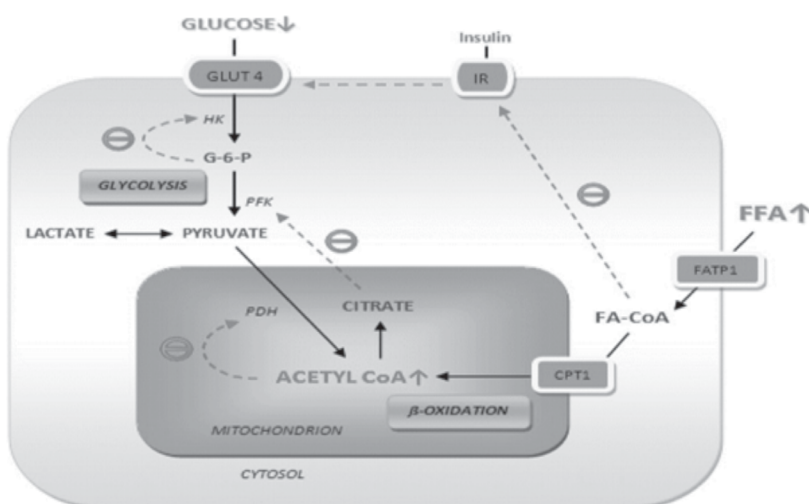 GLUCOSE↓
Insulin
GLUT 4
IR
HK
G-6-P
GLYCOLYSIS
PFK
FFA↑
LACTATE
PYRUVATE
FATP1
CITRATE
PDH
FA-CoA
ACETYL CoA↑
CPT1
β-OXIDATION
MITOCHONDRION
CYTOSOL